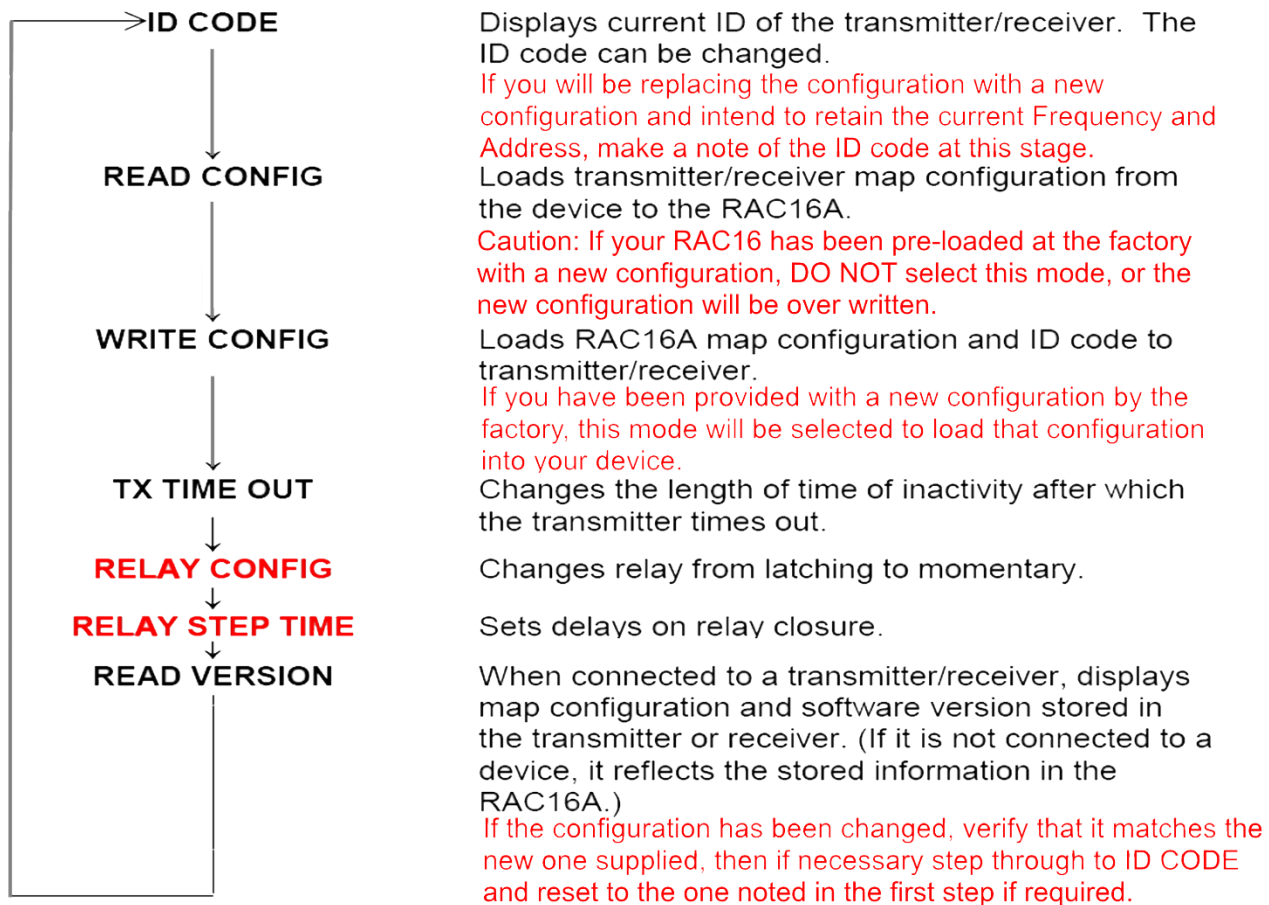 ID CODE
Displays current ID of the transmitter/receiver. The
ID code can be changed.
If you will be replacing the configuration with a new
configuration and intend to retain the current Frequency and
Address, make a note of the ID code at this stage.
READ CONFIG
Loads transmitter/receiver map configuration from
the device to the RAC16A.
Caution: If your RAC16 has been pre-loaded at the factory
with a new configuration, DO NOT select this mode, or the
new configuration will be over written.
WRITE CONFIG
Loads RAC16A map configuration and ID code to
transmitter/receiver.
If you have been provided with a new configuration by the
factory, this mode will be selected to load that configuration
into your device.
TX TIME OUT
Changes the length of time of inactivity after which
the transmitter times out.
RELAY CONFIG
Changes relay from latching to momentary.
RELAY STEP TIME
Sets delays on relay closure.
READ VERSION
When connected to a transmitter/receiver, displays
map configuration and software version stored in
the transmitter or receiver. (If it is not connected to a
device, it reflects the stored information in the
RAC16A.)
If the configuration has been changed, verify that it matches the
new one supplied, then if necessary step through to ID CODE
and reset to the one noted in the first step if required.